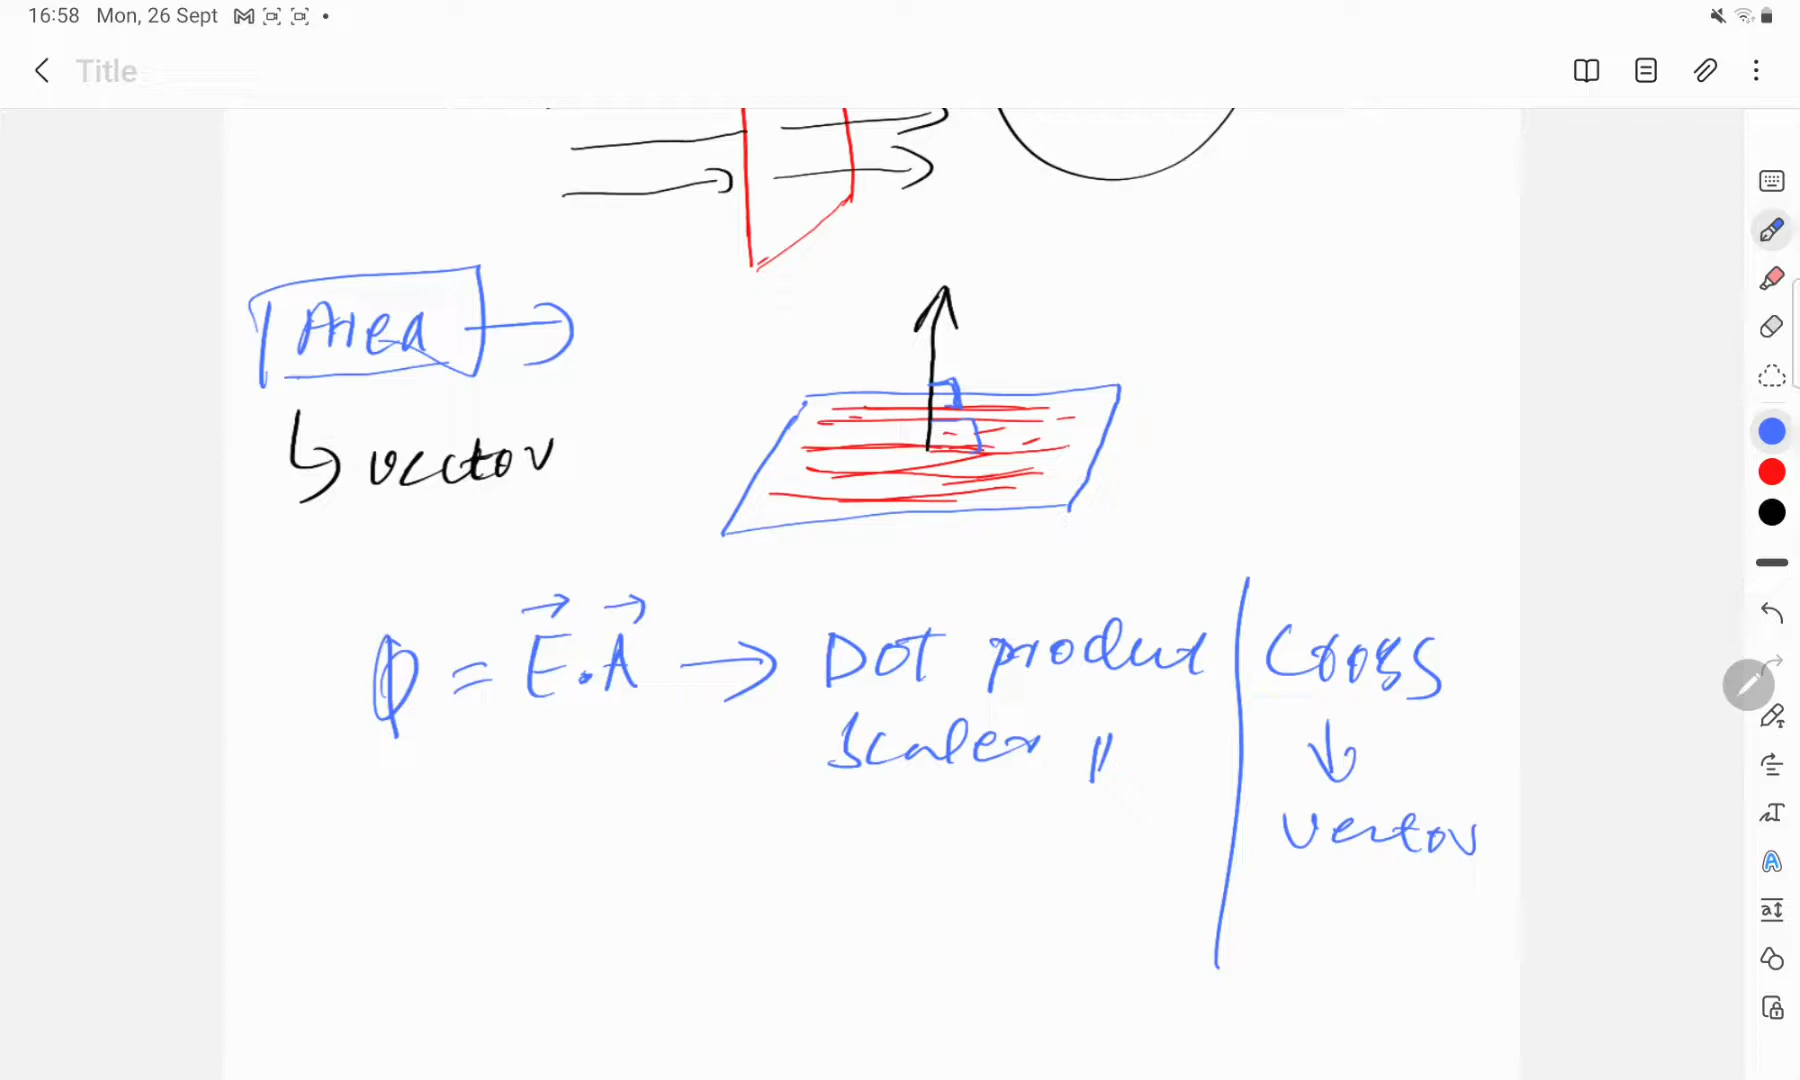 16:58 Mon, 26 Sept
Title
Area
vector
Φ = E⃗.A⃗ → Dot product
scaler "
Cross
↓
vector